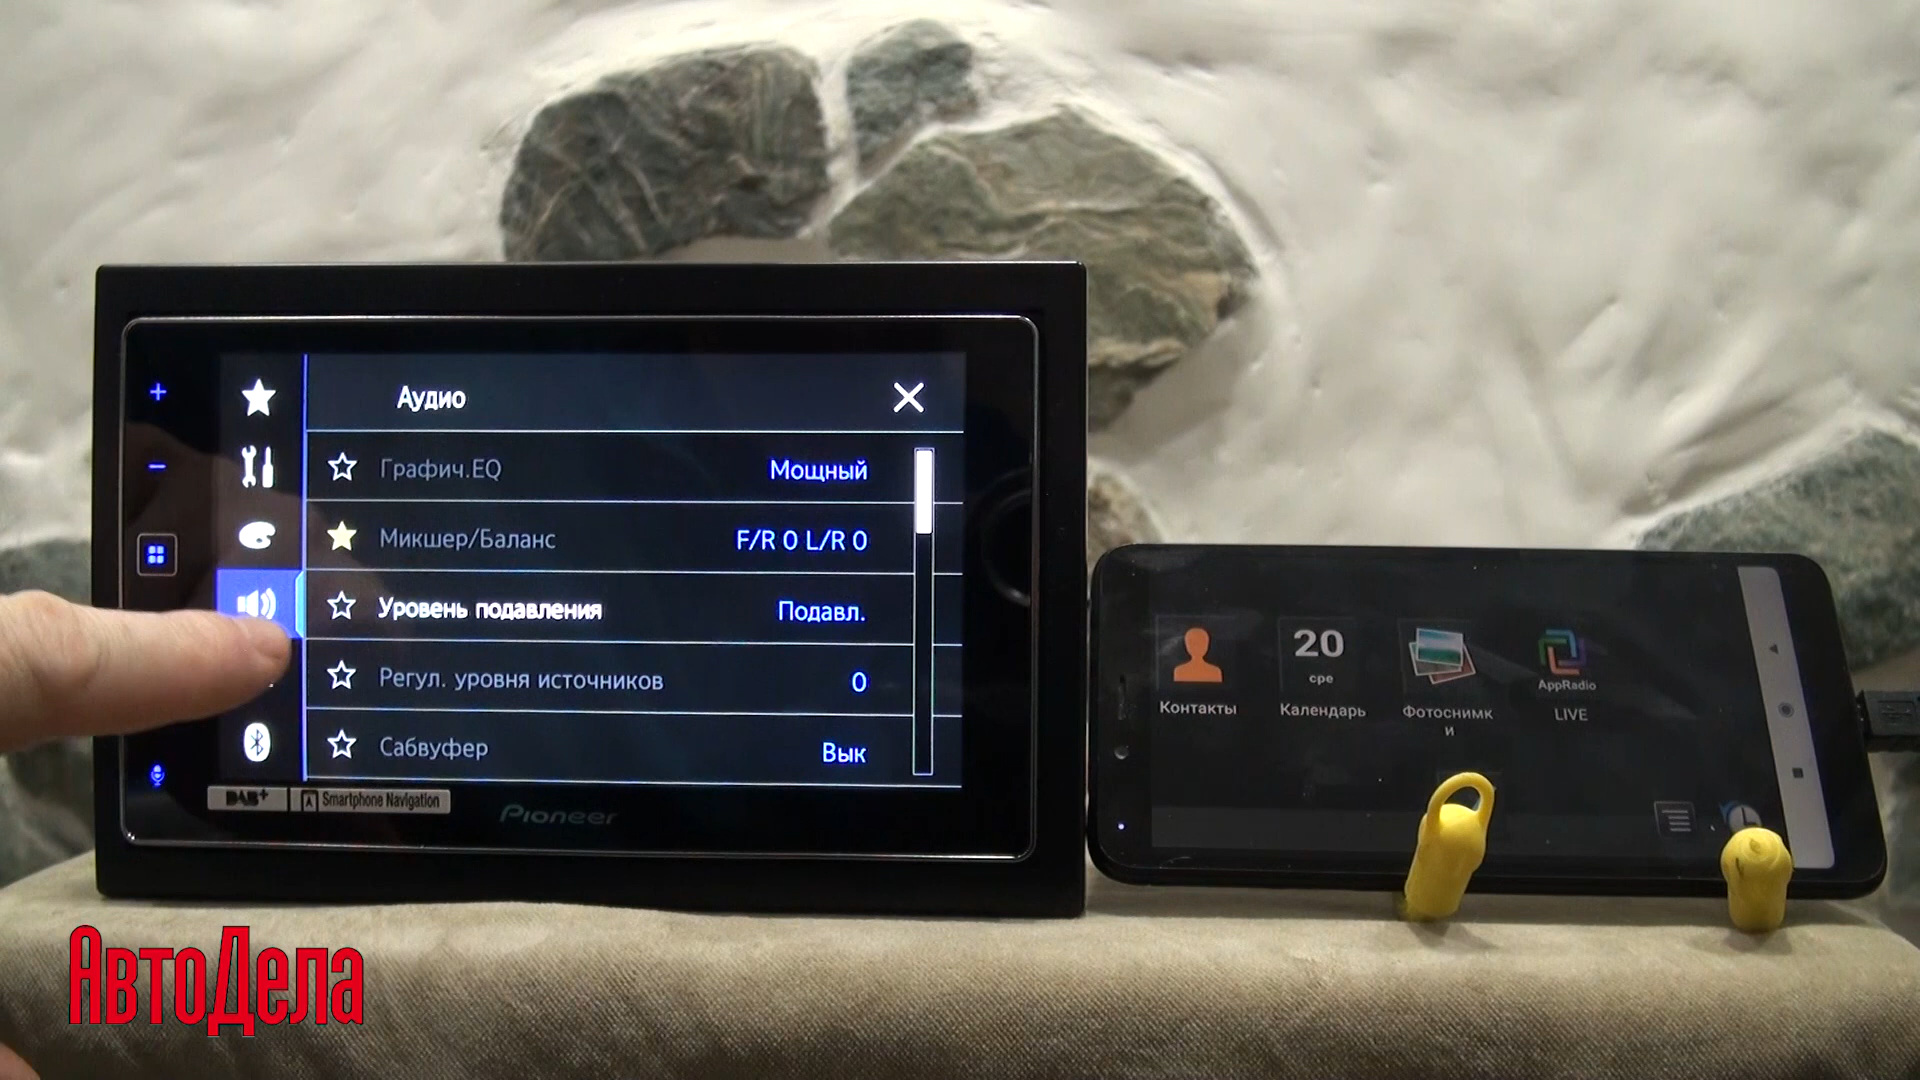 Аудио
Графич.EQ
Мощный
Микшер/Баланс
F/R 0 L/R 0
Уровень подавления
Подавл.
Регул. уровня источников
0
Сабвуфер
Вык
DAB+
Smartphone Navigation
Pioneer
20
сре
AppRadio
Контакты
Календарь
Фотоснимк
и
LIVE
АвтоДела